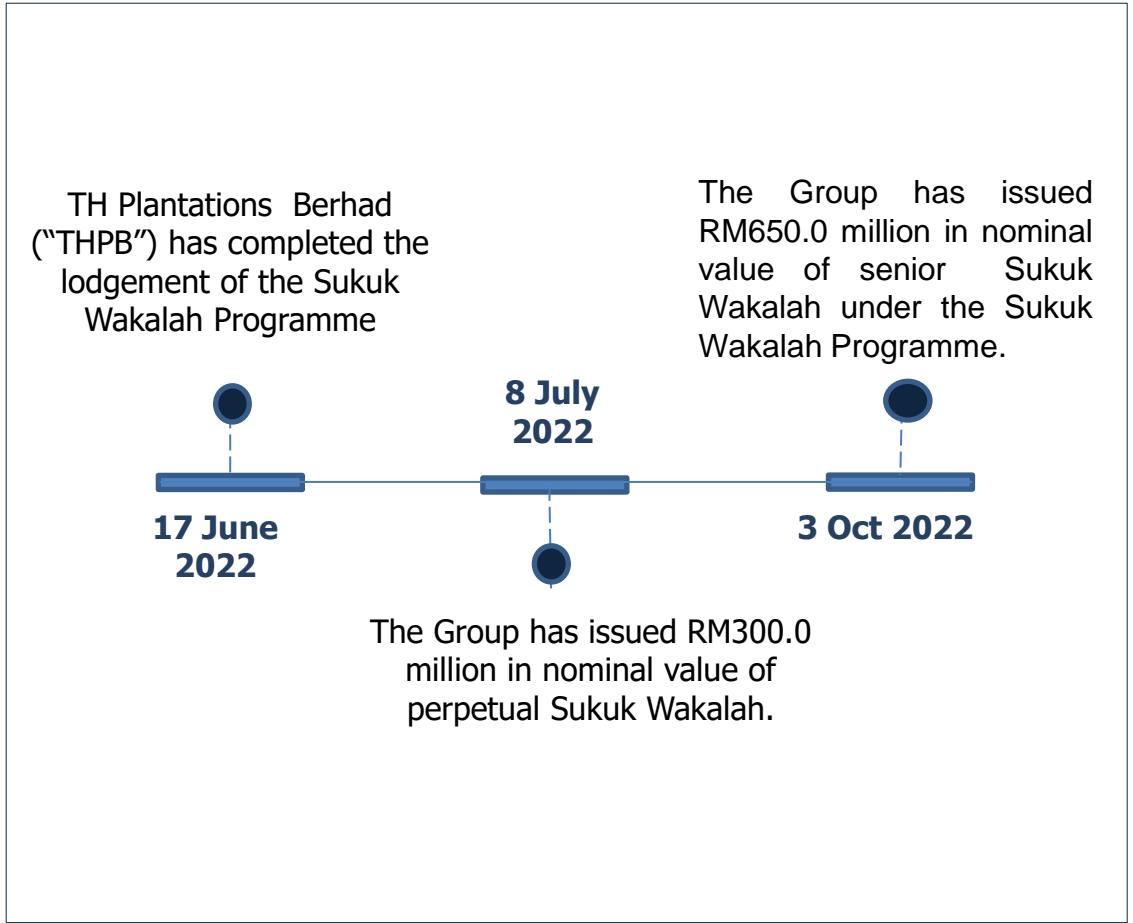 TH Plantations  Berhad
(“THPB”) has completed the
lodgement of the Sukuk
Wakalah Programme
17 June
2022
8 July
2022
The Group has issued RM300.0
million in nominal value of
perpetual Sukuk Wakalah.
The Group has issued
RM650.0 million in nominal
value of senior Sukuk
Wakalah under the Sukuk
Wakalah Programme.
3 Oct 2022